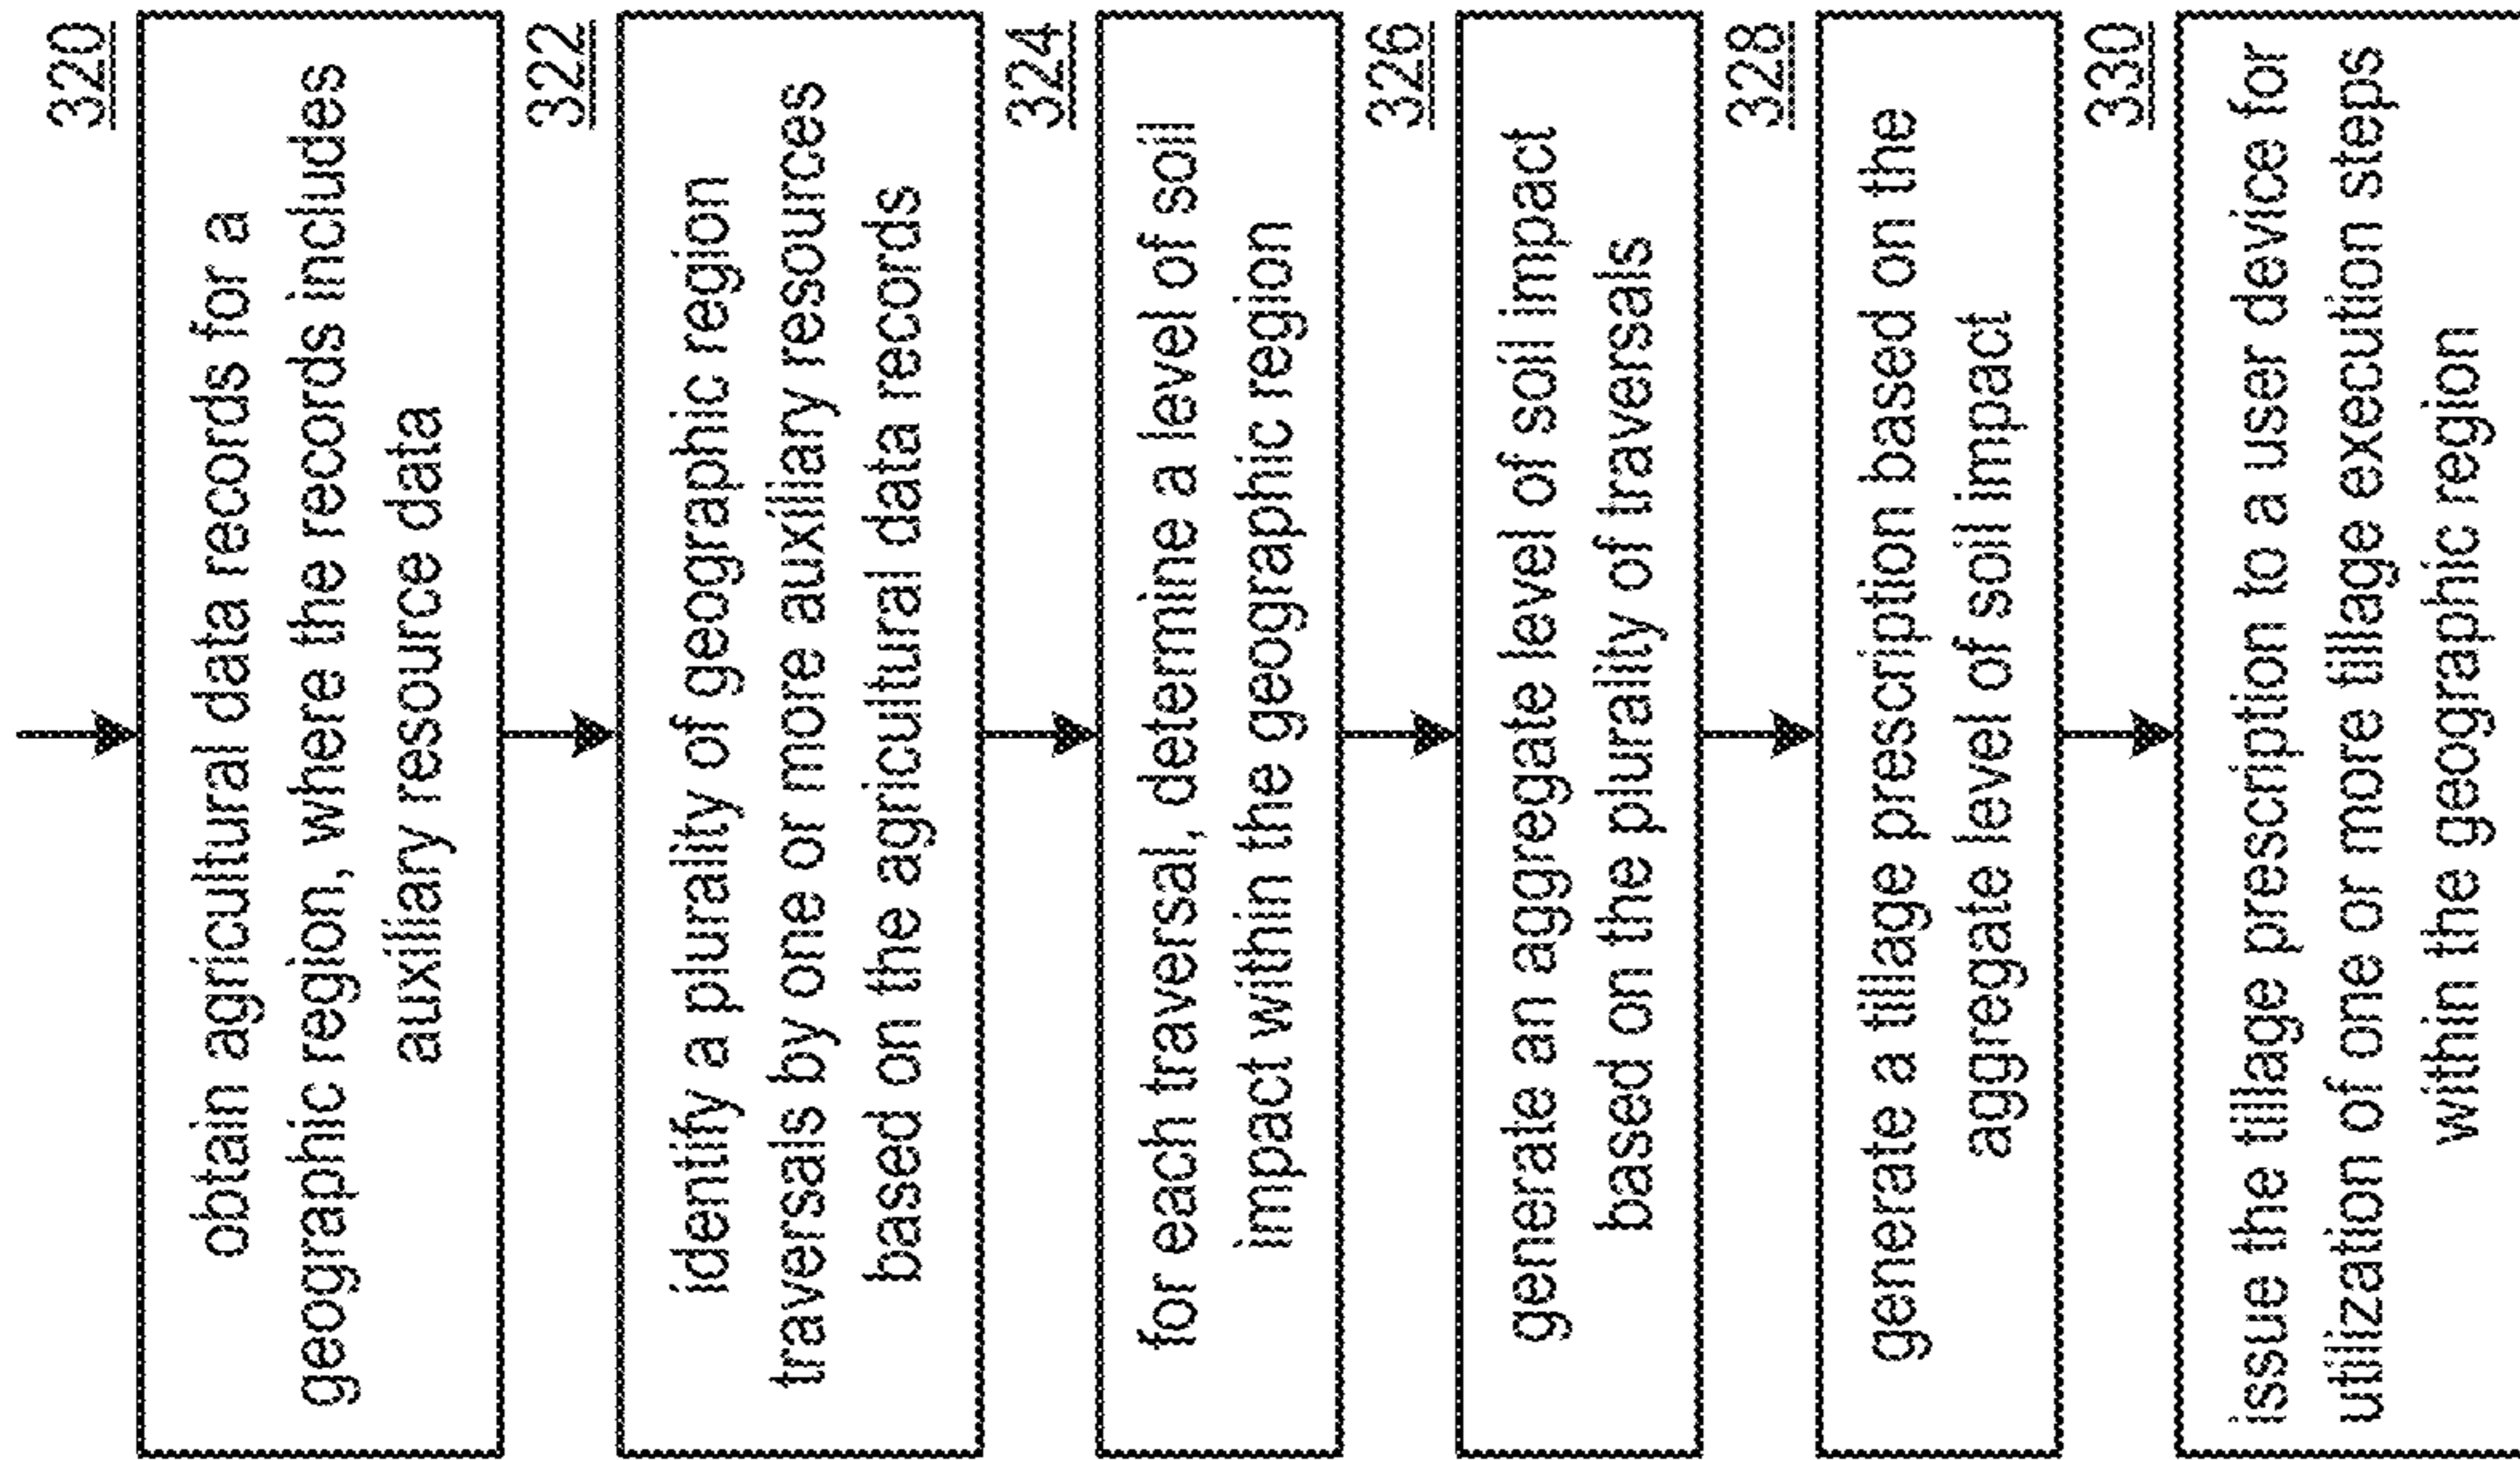 320
obtain agricultural data records for a
geographic region, where the records includes
auxiliary resource data
322
identify a plurality of geographic region
traversals by one or more auxiliary resources
based on the agricultural data records
324
for each traversal, determine a level of soil
impact within the geographic region
326
generate an aggregate level of soil impact
based on the plurality of traversals
328
generate a tillage prescription based on the
aggregate level of soil impact
330
issue the tillage prescription to a user device for
utilization of one or more tillage execution steps
within the geographic region